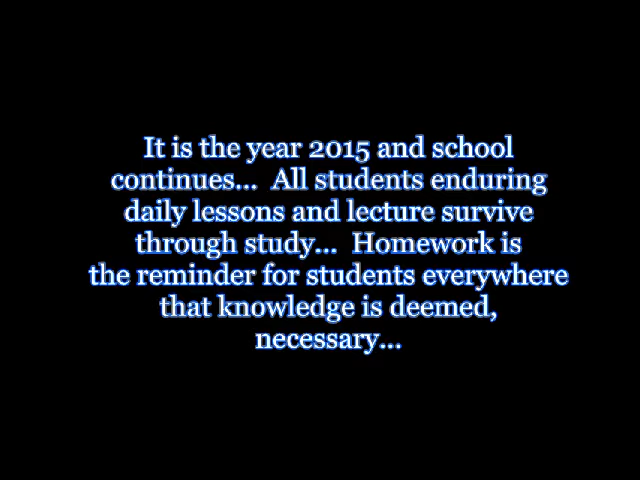 It is the year 2015 and school
continues...  All students enduring
daily lessons and lecture survive
through study...  Homework is
the reminder for students everywhere
that knowledge is deemed,
necessary...